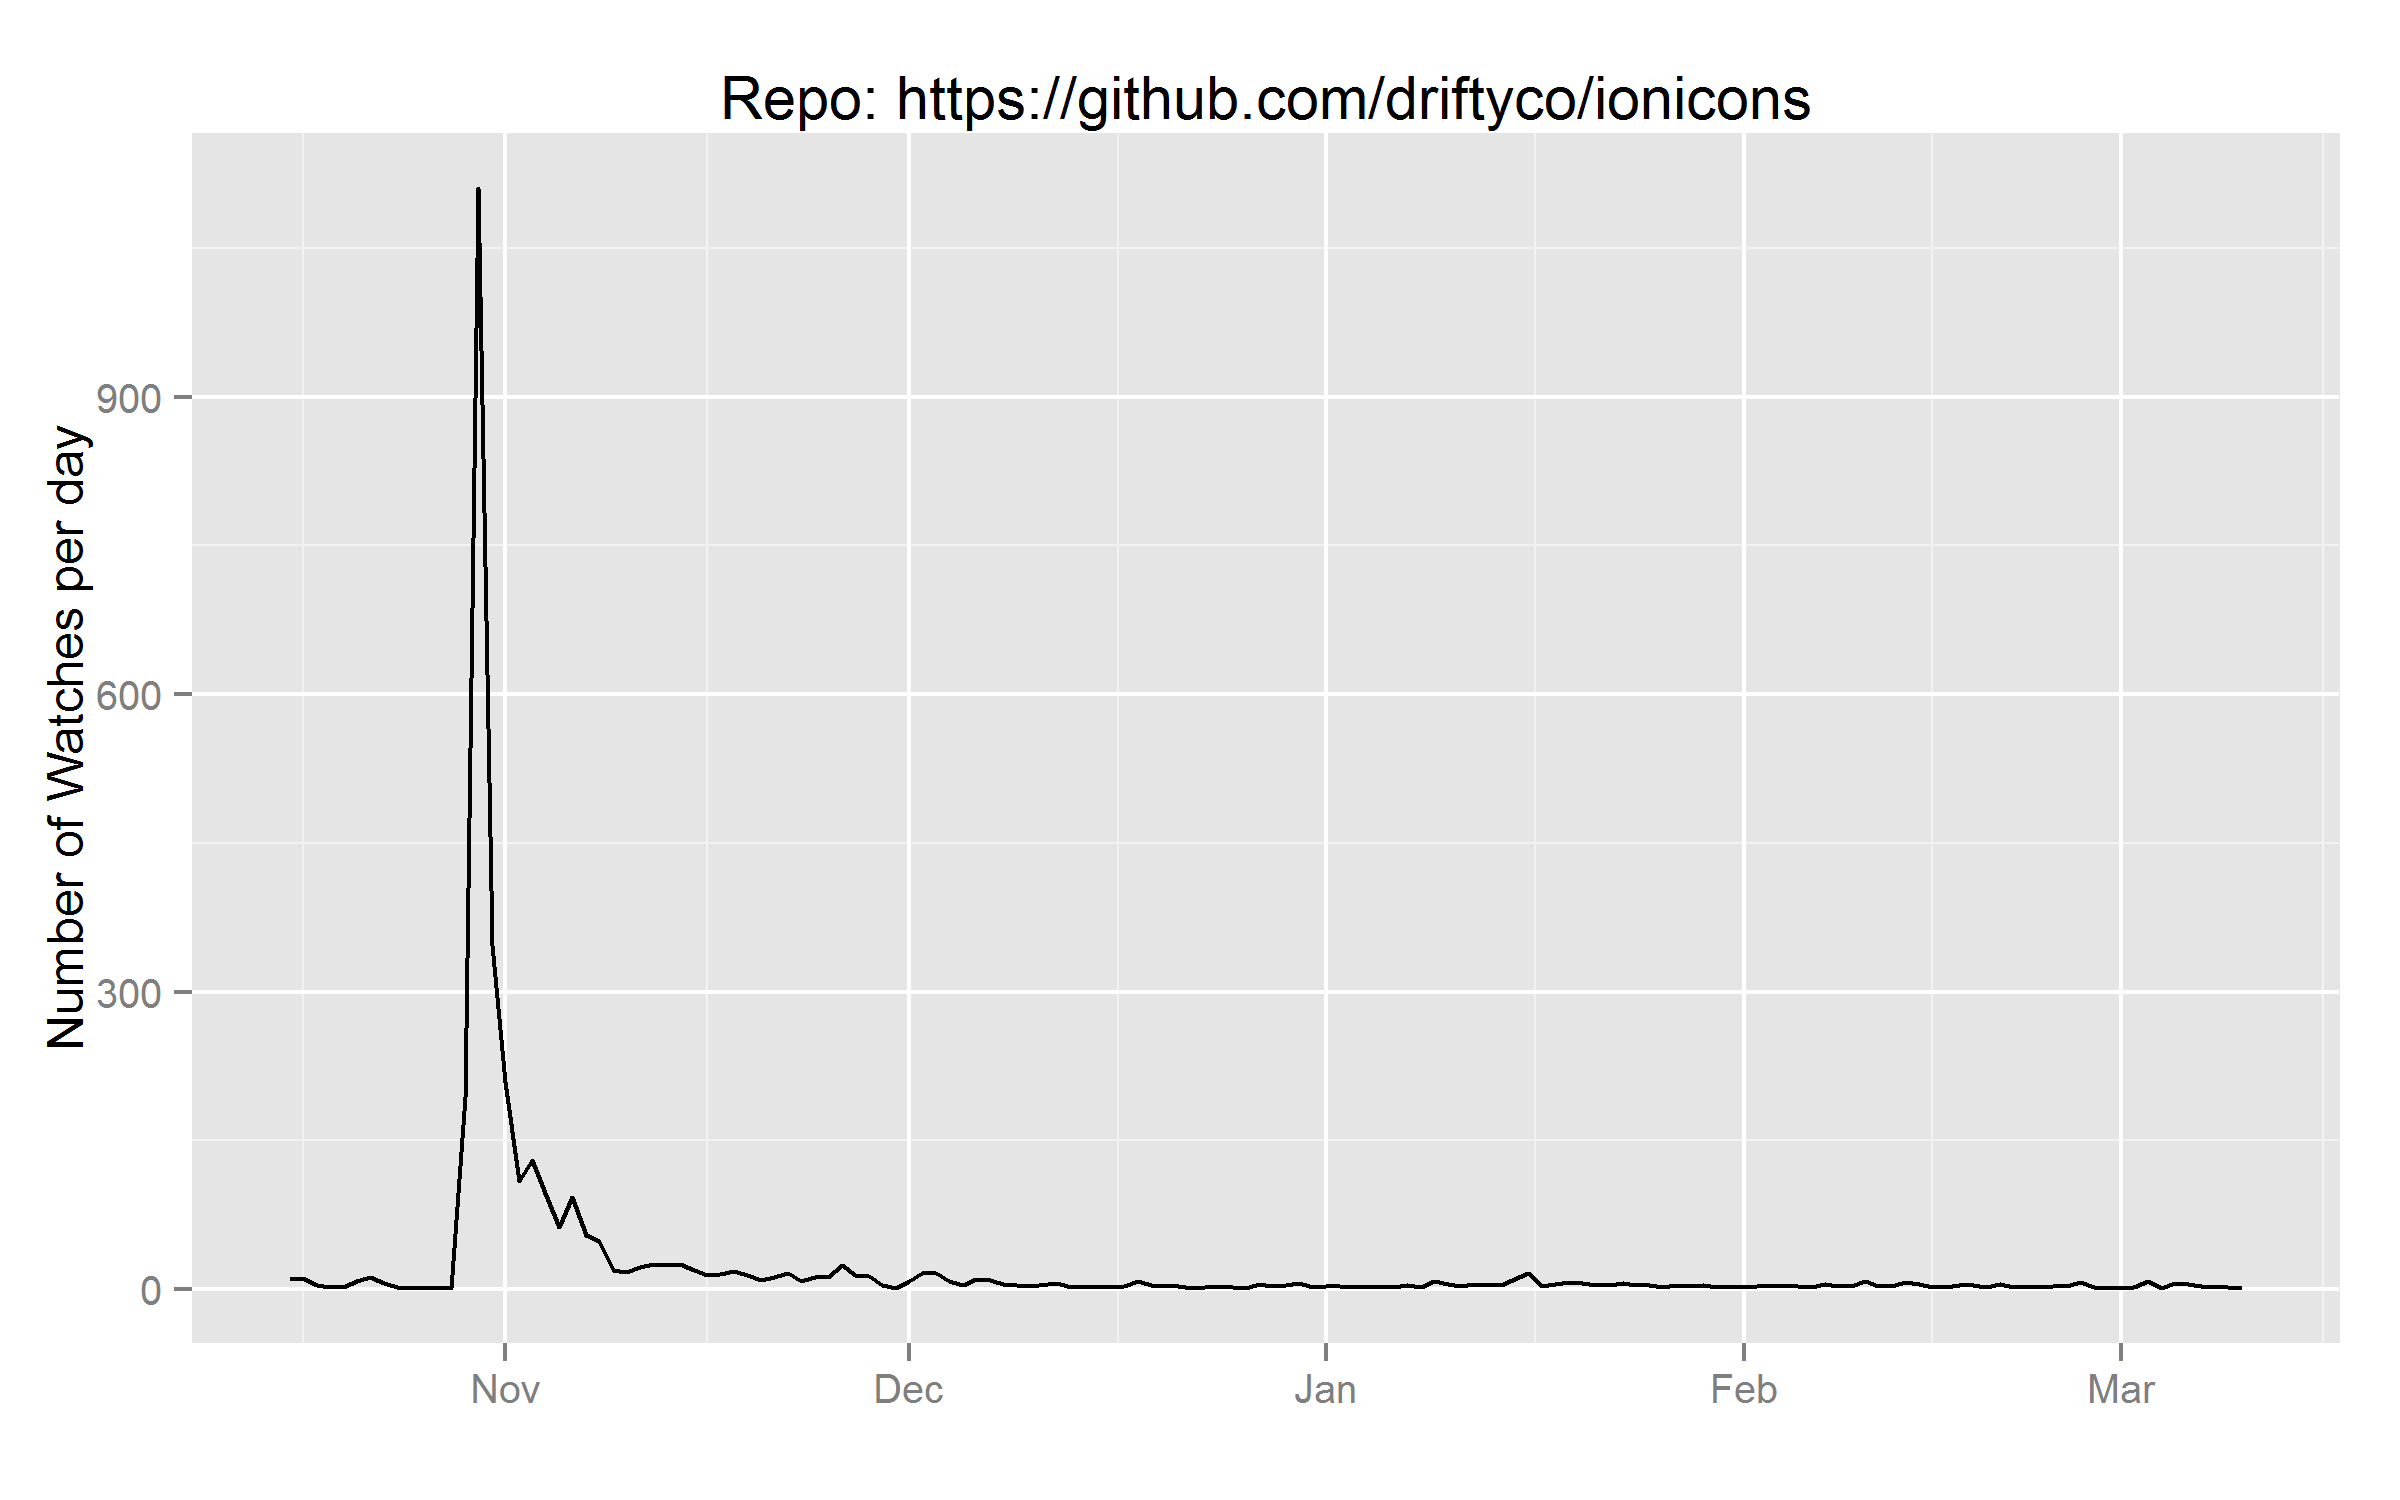 Repo: https://github.com/driftyco/ionicons
Number of Watches per day
900
600
300
0
Nov Dec Jan Feb Mar